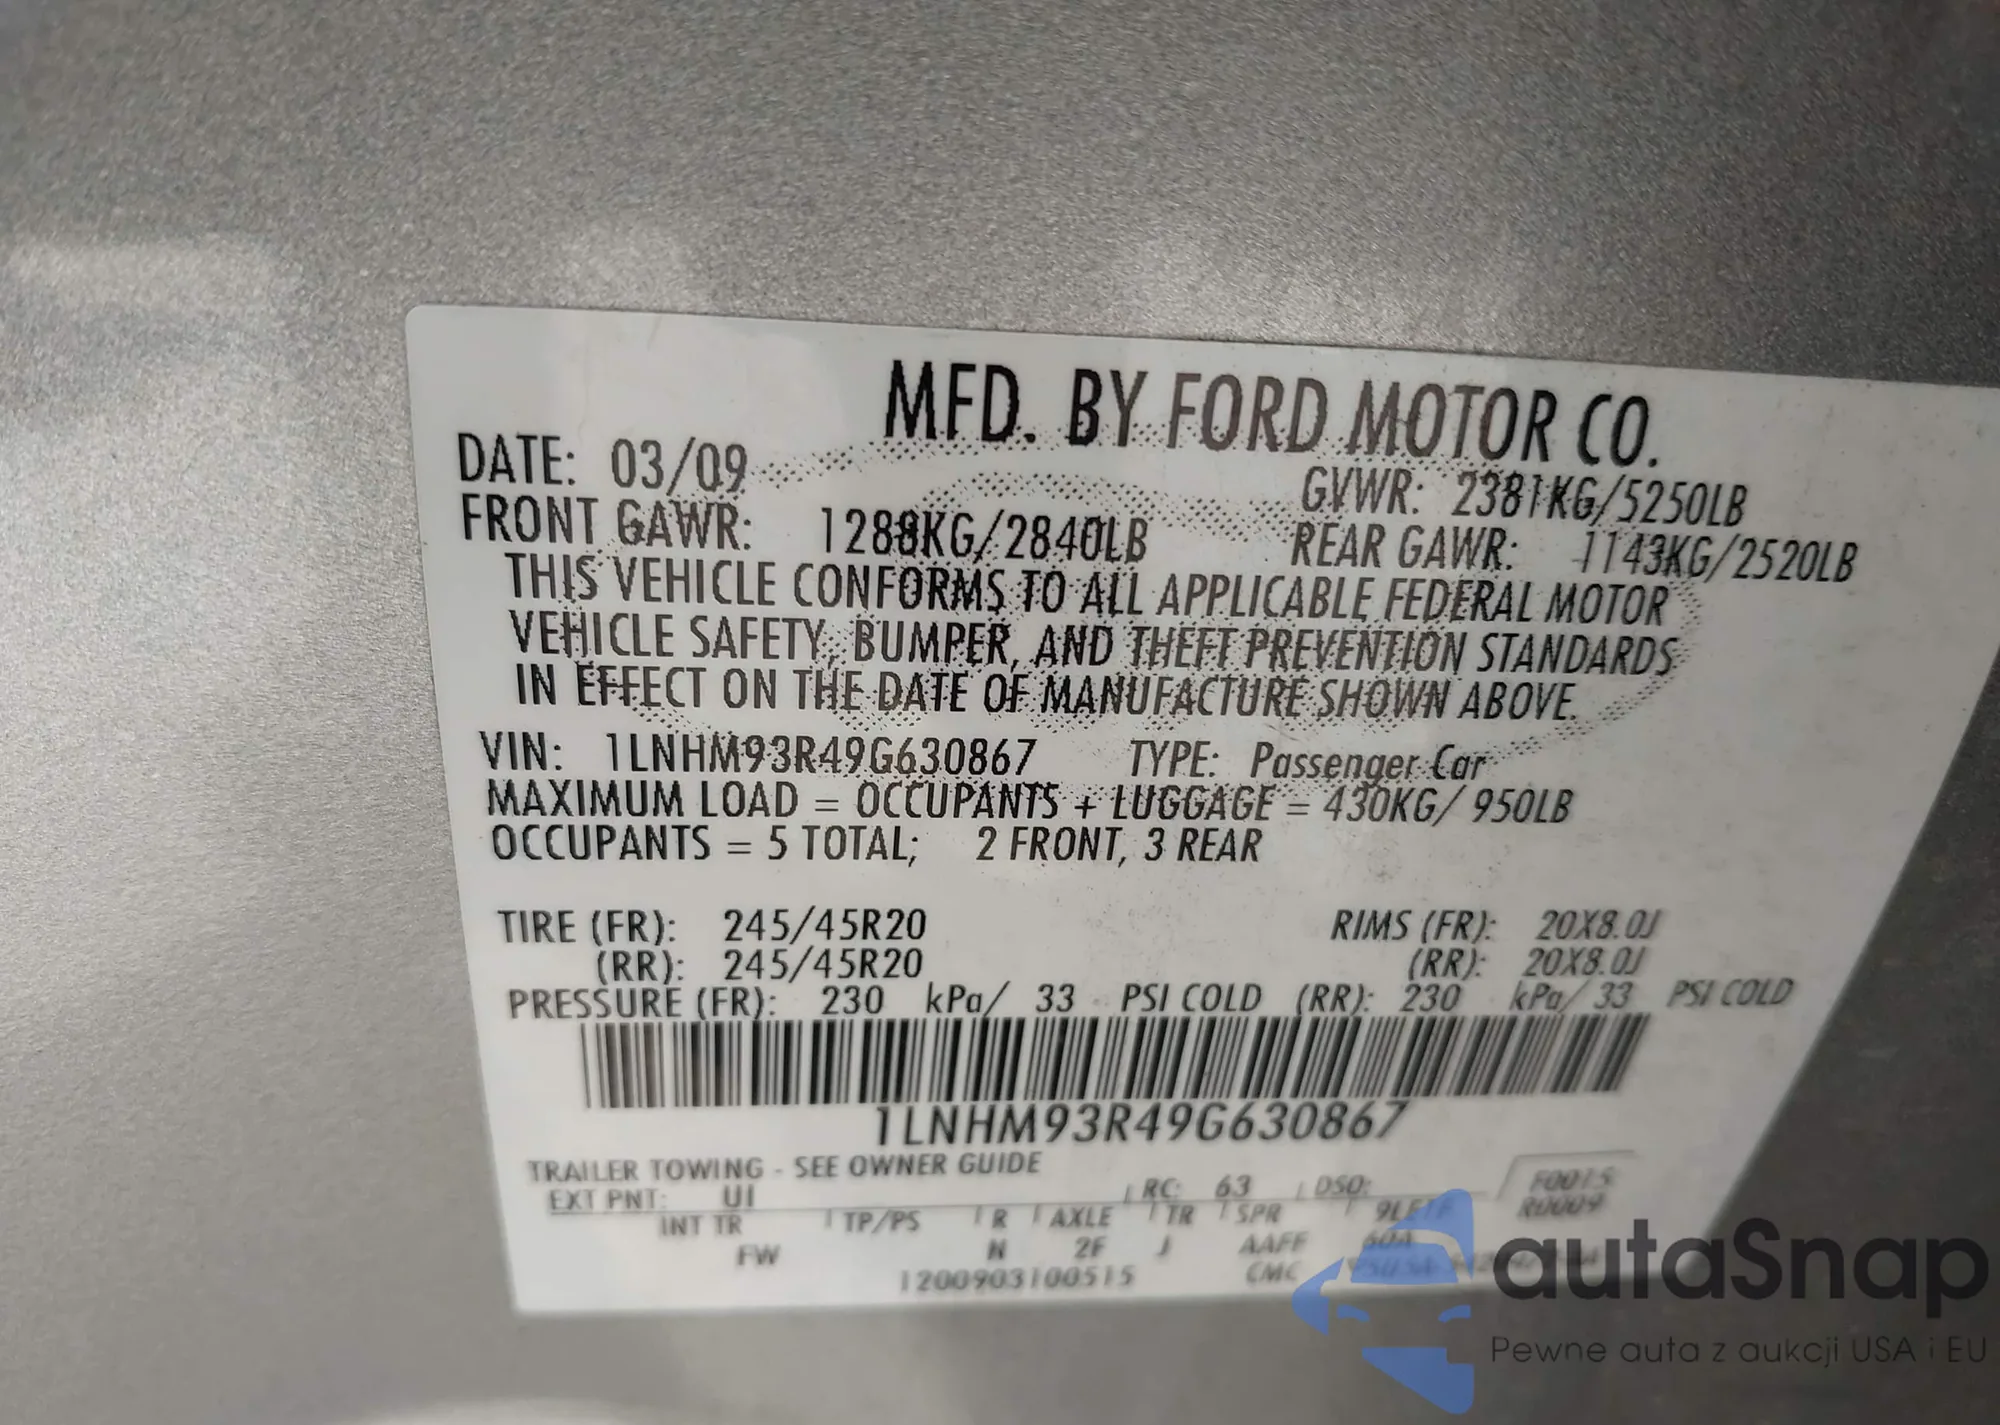 MFD. BY FORD MOTOR CO.
DATE: 03/09
GVWR: 2381KG/5250LB
FRONT GAWR: 1288KG/2840LB
REAR GAWR: 1143KG/2520LB
THIS VEHICLE CONFORMS TO ALL APPLICABLE FEDERAL MOTOR
VEHICLE SAFETY, BUMPER, AND THEFT PREVENTION STANDARDS
IN EFFECT ON THE DATE OF MANUFACTURE SHOWN ABOVE.
VIN: 1LNHM93R49G630867 TYPE: Passenger Car
MAXIMUM LOAD = OCCUPANTS + LUGGAGE = 430KG/ 950LB
OCCUPANTS = 5 TOTAL; 2 FRONT, 3 REAR
TIRE (FR): 245/45R20 RIMS (FR): 20X8.0J
(RR): 245/45R20 (RR): 20X8.0J
PRESSURE (FR): 230 kPa/ 33 PSI COLD (RR): 230 kPa/ 33 PSI COLD
1LNHM93R49G630867
TRAILER TOWING - SEE OWNER GUIDE
EXT PNT: UI RC: 63 DSO: F0015
R0009
INT TR TP/PS R AXLE TR SPR
FW N 2F J AAFF
1200903100515 CMC
autaSnap
Pewne auta z aukcji USA i EU